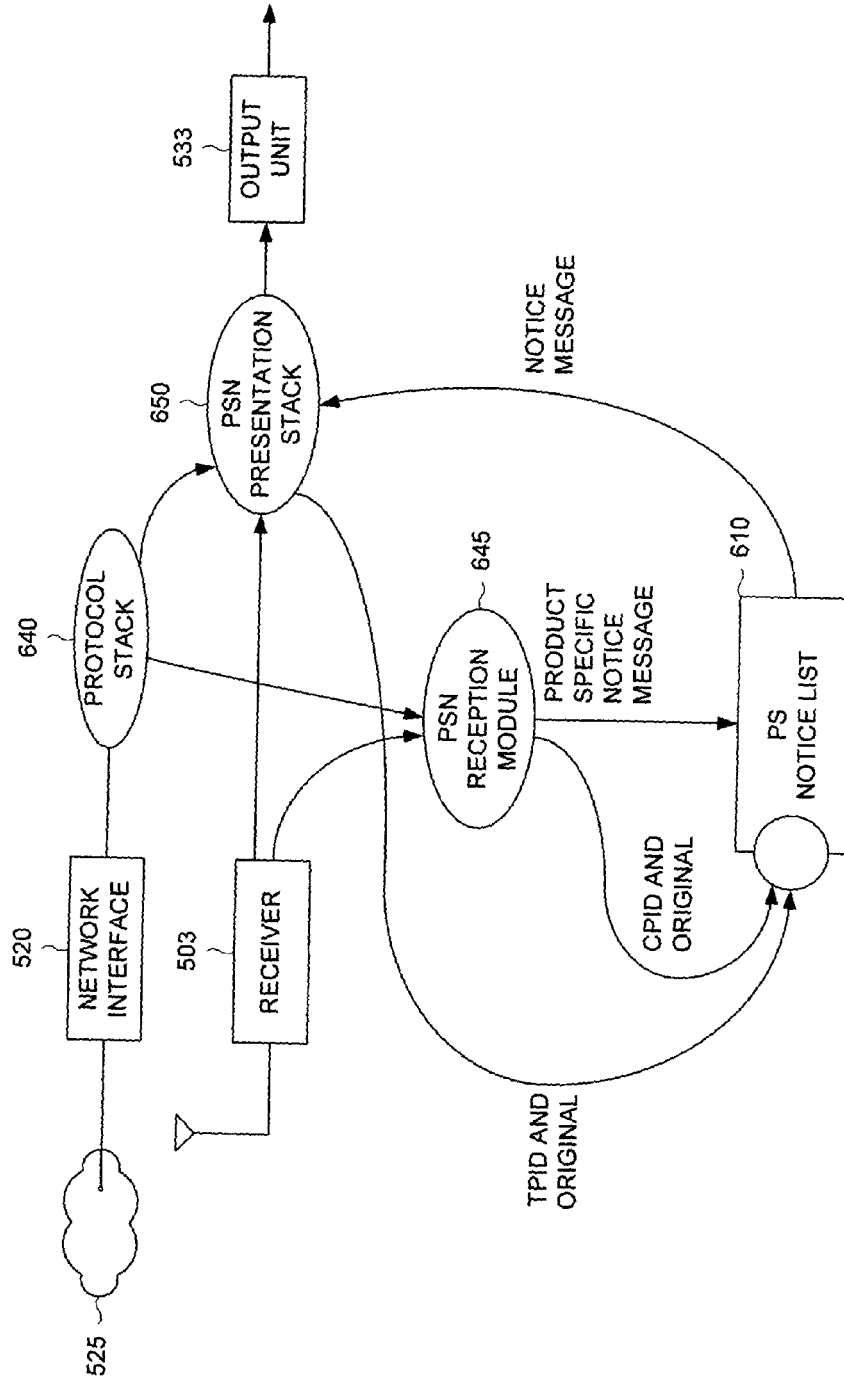 525
520
NETWORK
INTERFACE
640
PROTOCOL
STACK
503
RECEIVER
650
PSN
PRESENTATION
STACK
533
OUTPUT
UNIT
645
PSN
RECEPTION
MODULE
TPID AND
ORIGINAL
CPID AND
ORIGINAL
PRODUCT
SPECIFIC
NOTICE
MESSAGE
NOTICE
MESSAGE
610
PS
NOTICE LIST